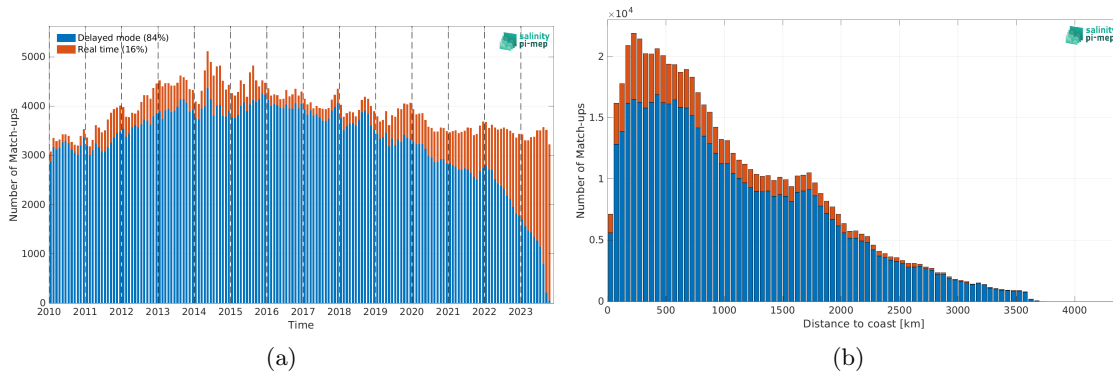 Delayed mode (84%)
Real time (16%)
salinity
pi-mep
Number of Match-ups
5000
4000
3000
2000
1000
0
2010 2011 2012 2013 2014 2015 2016 2017 2018 2019 2020 2021 2022 2023
Time
(a)
×10⁴
salinity
pi-mep
Number of Match-ups
2
1.5
1
0.5
0
0 500 1000 1500 2000 2500 3000 3500 4000
Distance to coast [km]
(b)